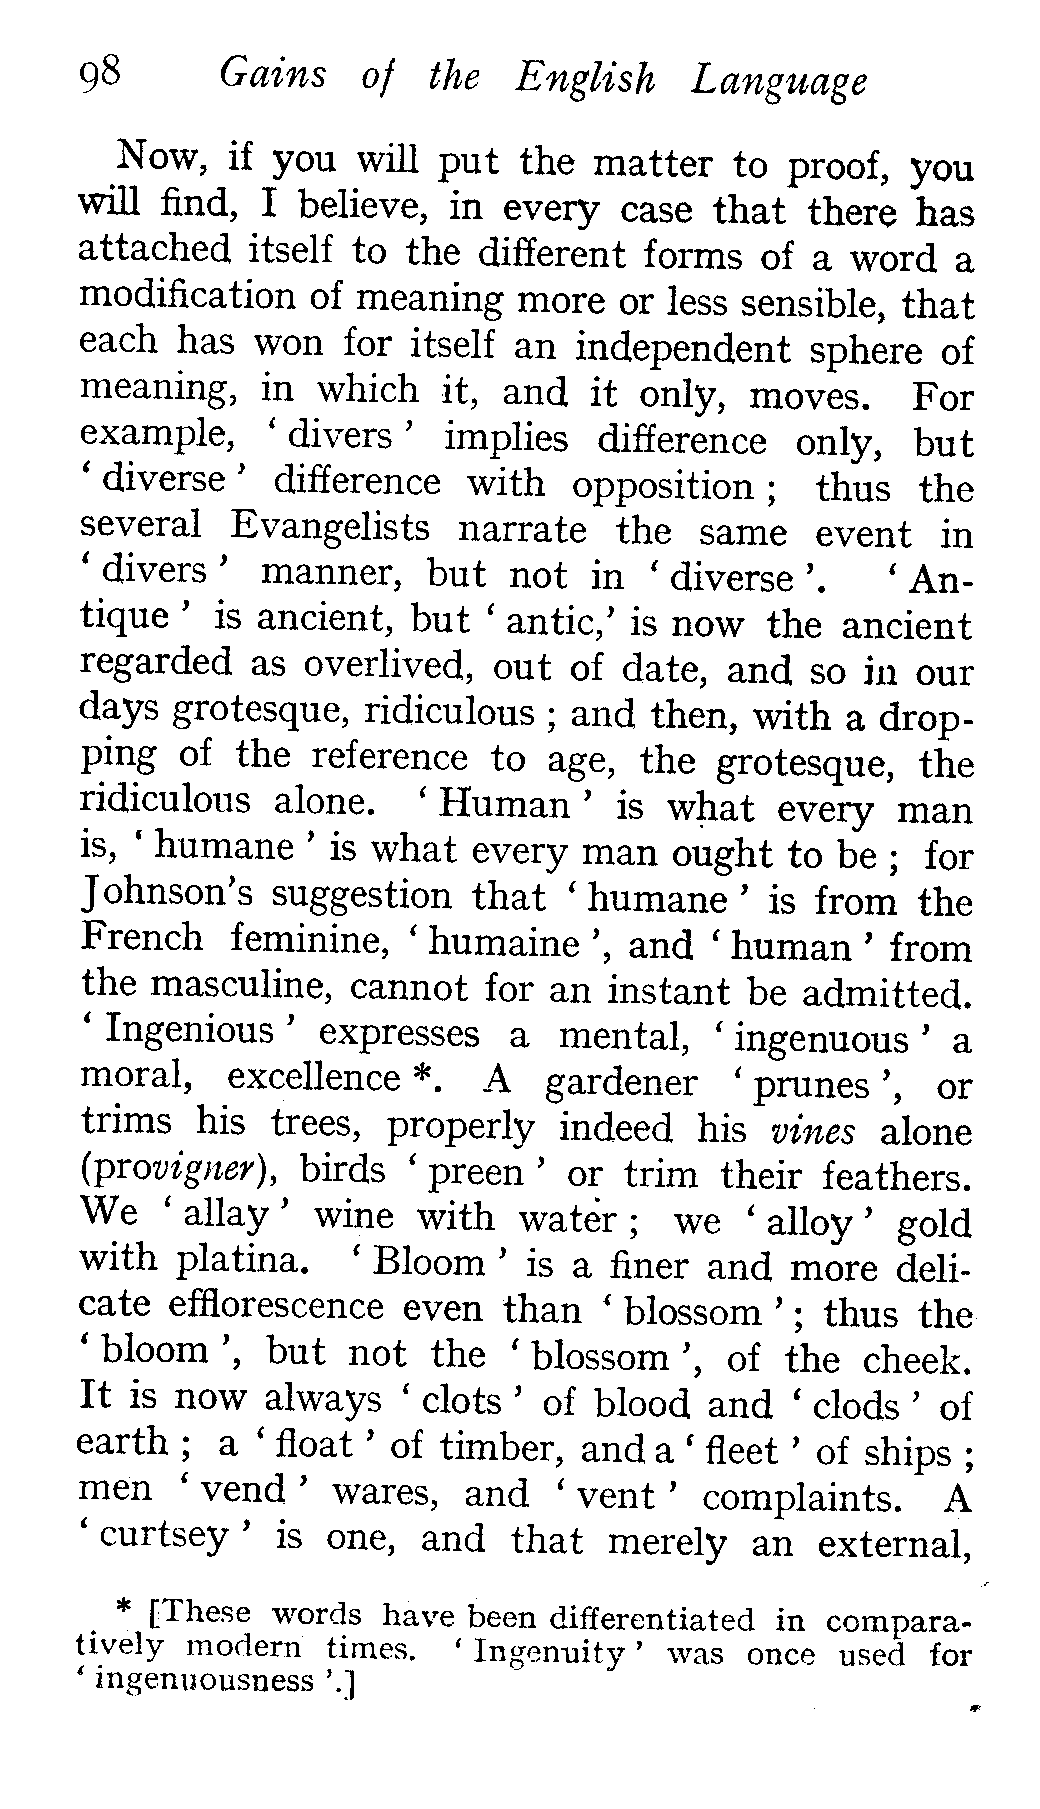 98 Gains of the English Language
Now, if you will put the matter to proof, you
will find, I believe, in every case that there has
attached itself to the different forms of a word a
modification of meaning more or less sensible, that
each has won for itself an independent sphere of
meaning, in which it, and it only, moves. For
example, ‘ divers ’ implies difference only, but
‘ diverse ’ difference with opposition ; thus the
several Evangelists narrate the same event in
‘ divers ’ manner, but not in ‘ diverse ’. ‘ An-
tique ’ is ancient, but ‘ antic,’ is now the ancient
regarded as overlived, out of date, and so in our
days grotesque, ridiculous ; and then, with a drop-
ping of the reference to age, the grotesque, the
ridiculous alone. ‘ Human ’ is what every man
is, ‘ humane ’ is what every man ought to be ; for
Johnson's suggestion that ‘ humane ’ is from the
French feminine, ‘ humaine ’, and ‘ human ’ from
the masculine, cannot for an instant be admitted.
‘ Ingenious ’ expresses a mental, ‘ ingenuous ’ a
moral, excellence *. A gardener ‘ prunes ’, or
trims his trees, properly indeed his vines alone
(provigner), birds ‘ preen ’ or trim their feathers.
We ‘ allay ’ wine with water ; we ‘ alloy ’ gold
with platina. ‘ Bloom ’ is a finer and more deli-
cate efflorescence even than ‘ blossom ’ ; thus the
‘ bloom ’, but not the ‘ blossom ’, of the cheek.
It is now always ‘ clots ’ of blood and ‘ clods ’ of
earth ; a ‘ float ’ of timber, and a ‘ fleet ’ of ships ;
men ‘ vend ’ wares, and ‘ vent ’ complaints. A
‘ curtsey ’ is one, and that merely an external,
* [These words have been differentiated in compara-
tively modern times. ‘ Ingenuity ’ was once used for
‘ ingenuousness ’.]